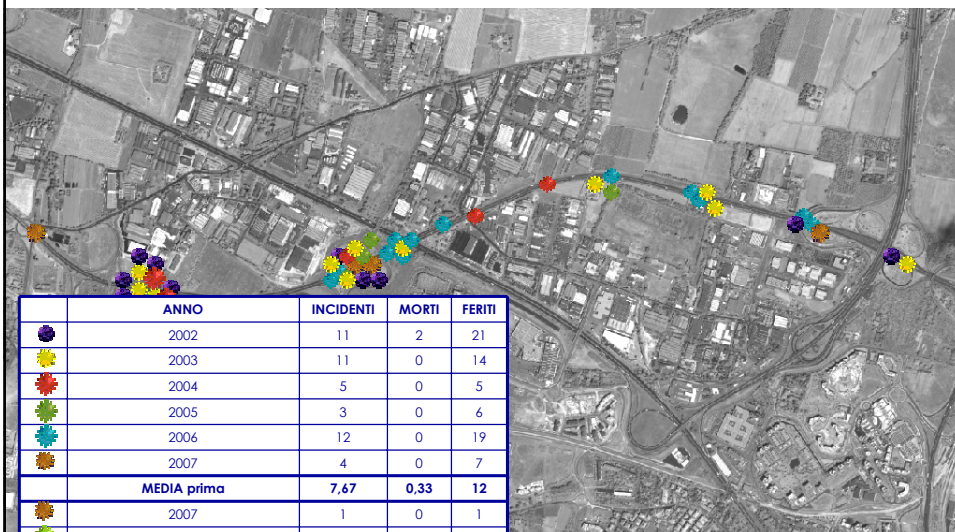 ANNO INCIDENTI MORTI FERITI
2002 11 2 21
2003 11 0 14
2004 5 0 5
2005 3 0 6
2006 12 0 19
2007 4 0 7
MEDIA prima 7,67 0,33 12
2007 1 0 1